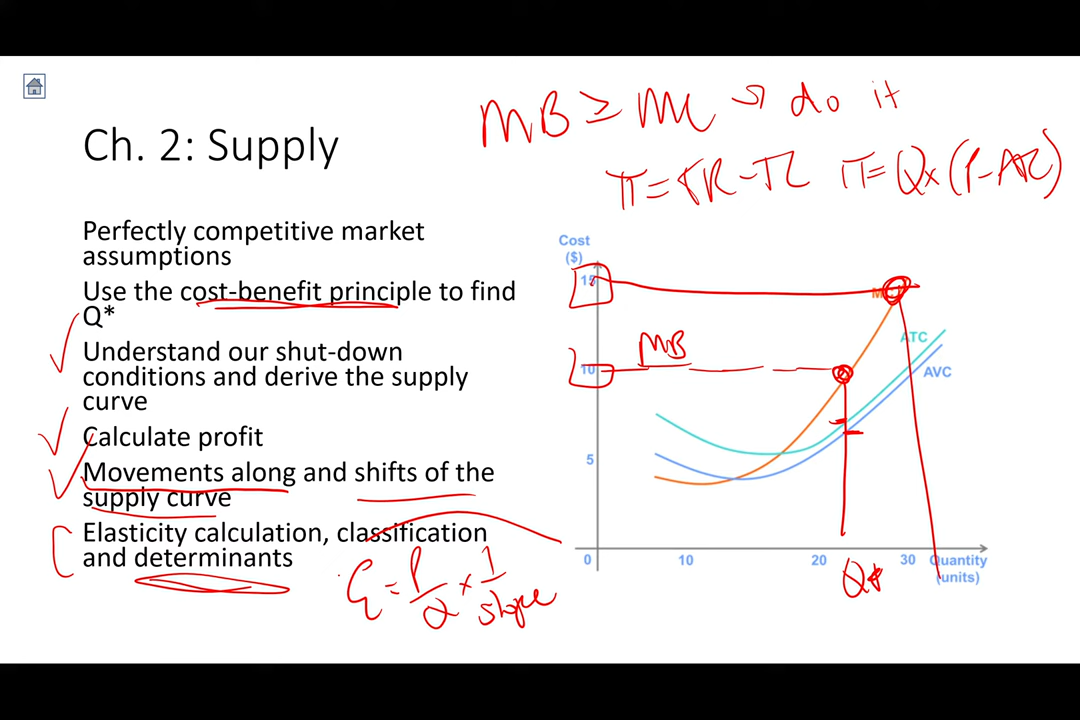 MB ≥ MC → do it
Ch. 2: Supply
π = TR - TC π = Q × (P - ATC)
Perfectly competitive market
assumptions
Use the cost-benefit principle to find
Q*
Understand our shut-down
conditions and derive the supply
curve
Calculate profit
Movements along and shifts of the
supply curve
Elasticity calculation, classification
and determinants
ε = P/Q × 1/slope
Cost
($)
15
MB
ATC
10
AVC
5
0 10 20 30 Quantity
(units)
Q*